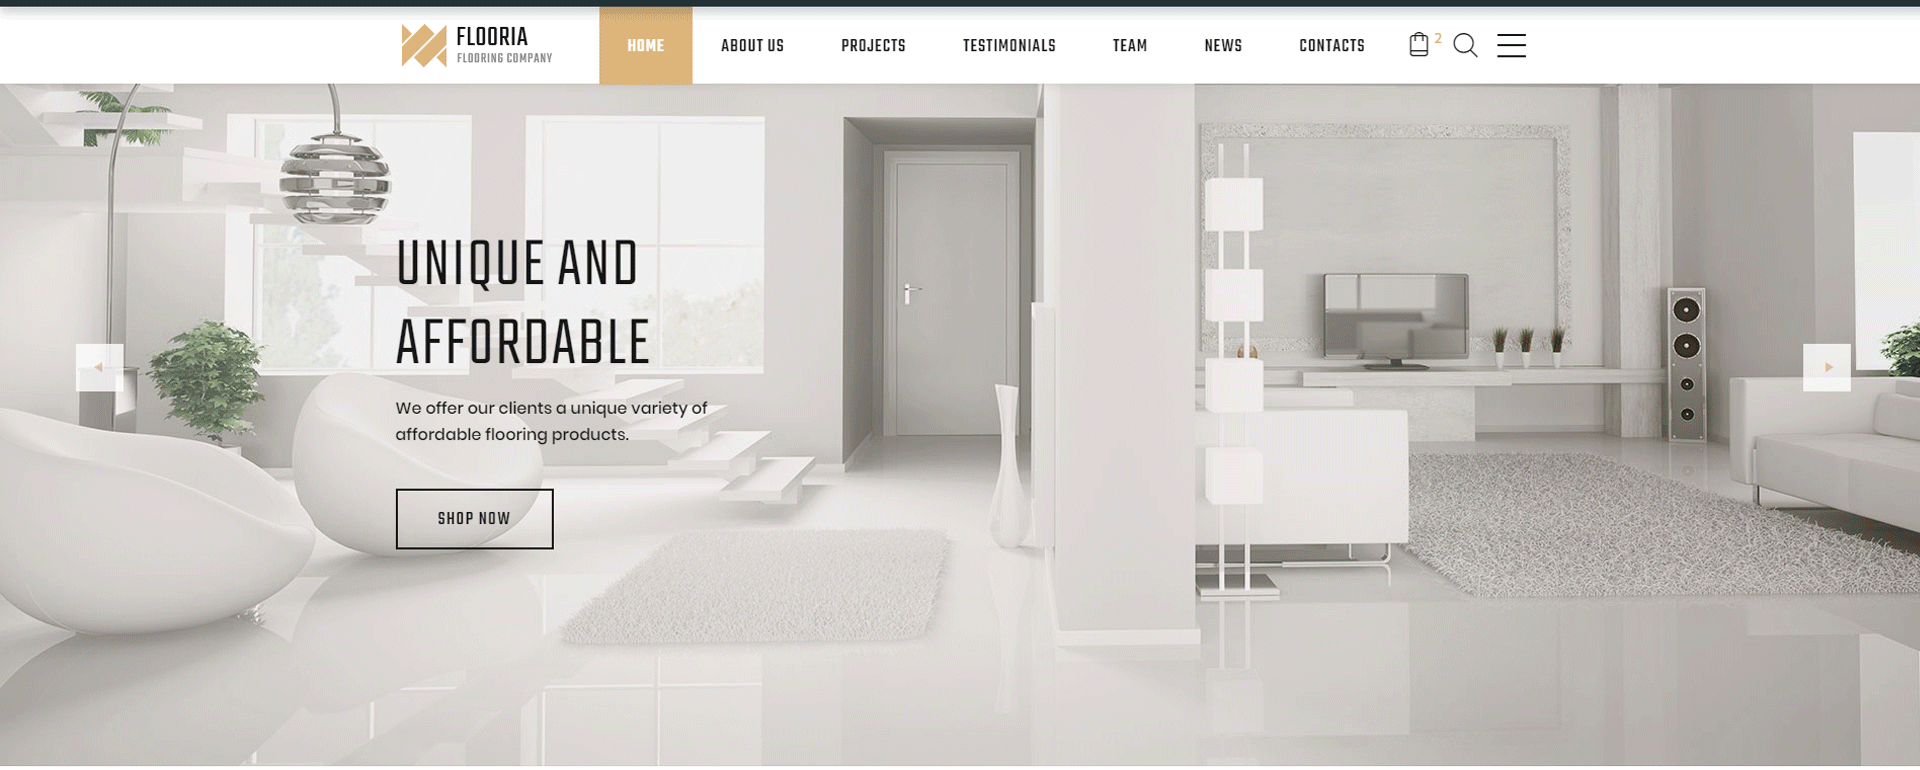 FLOORIA
FLOORING COMPANY
HOME ABOUT US PROJECTS TESTIMONIALS TEAM NEWS CONTACTS 2
UNIQUE AND
AFFORDABLE
We offer our clients a unique variety of
affordable flooring products.
SHOP NOW